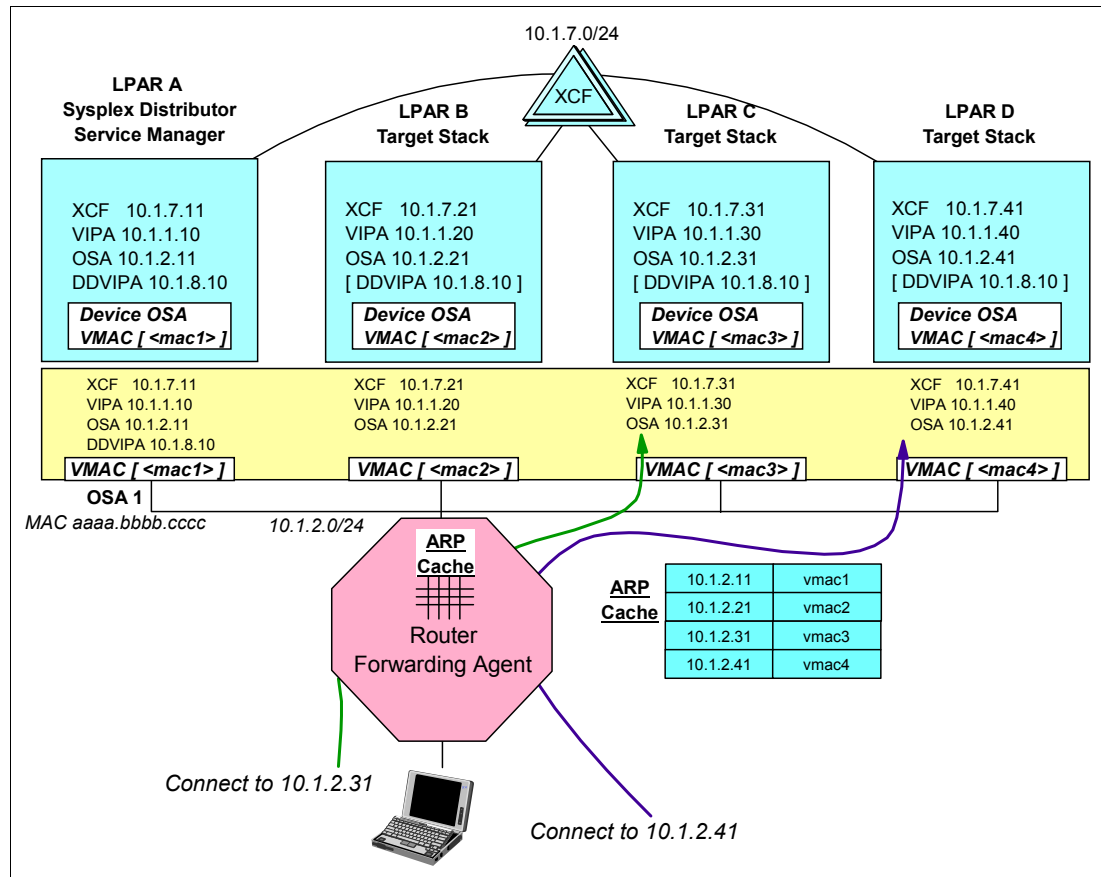 10.1.7.0/24
XCF
LPAR A
Sysplex Distributor
Service Manager
LPAR B
Target Stack
LPAR C
Target Stack
LPAR D
Target Stack
XCF 10.1.7.11
VIPA 10.1.1.10
OSA 10.1.2.11
DDVIPA 10.1.8.10
Device OSA
VMAC [ <mac1> ]
XCF 10.1.7.21
VIPA 10.1.1.20
OSA 10.1.2.21
[ DDVIPA 10.1.8.10 ]
Device OSA
VMAC [ <mac2> ]
XCF 10.1.7.31
VIPA 10.1.1.30
OSA 10.1.2.31
[ DDVIPA 10.1.8.10 ]
Device OSA
VMAC [ <mac3> ]
XCF 10.1.7.41
VIPA 10.1.1.40
OSA 10.1.2.41
[ DDVIPA 10.1.8.10 ]
Device OSA
VMAC [ <mac4> ]
XCF 10.1.7.11
VIPA 10.1.1.10
OSA 10.1.2.11
DDVIPA 10.1.8.10
VMAC [ <mac1> ]
XCF 10.1.7.21
VIPA 10.1.1.20
OSA 10.1.2.21
VMAC [ <mac2> ]
XCF 10.1.7.31
VIPA 10.1.1.30
OSA 10.1.2.31
VMAC [ <mac3> ]
XCF 10.1.7.41
VIPA 10.1.1.40
OSA 10.1.2.41
VMAC [ <mac4> ]
OSA 1
MAC aaaa.bbbb.cccc
10.1.2.0/24
ARP
Cache
Router
Forwarding Agent
ARP
Cache
10.1.2.11 vmac1
10.1.2.21 vmac2
10.1.2.31 vmac3
10.1.2.41 vmac4
Connect to 10.1.2.31
Connect to 10.1.2.41